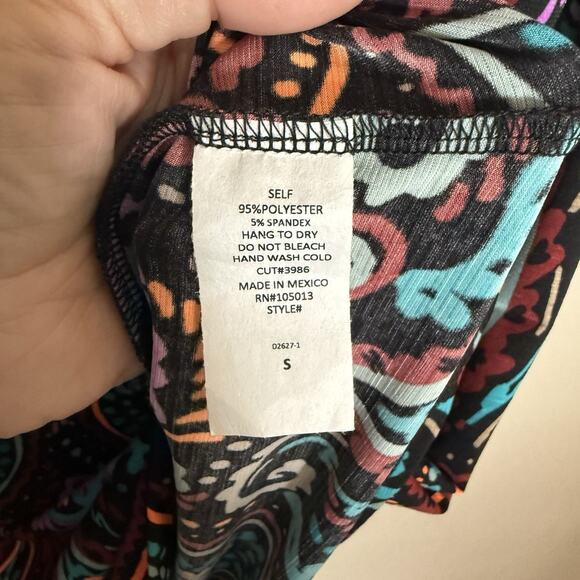 SELF
95%POLYESTER
5% SPANDEX
HANG TO DRY
DO NOT BLEACH
HAND WASH COLD
CUT#3986
MADE IN MEXICO
RN#105013
STYLE#
D2627-1
S